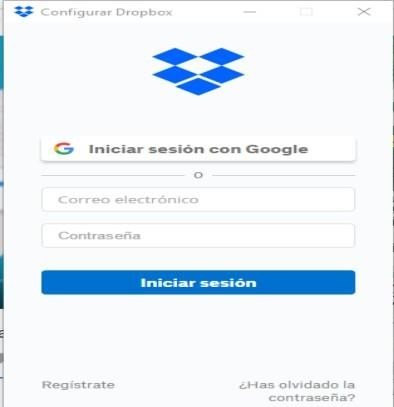 Configurar Dropbox
Iniciar sesión con Google
o
Correo electrónico
Contraseña
Iniciar sesión
Regístrate
¿Has olvidado la
contraseña?